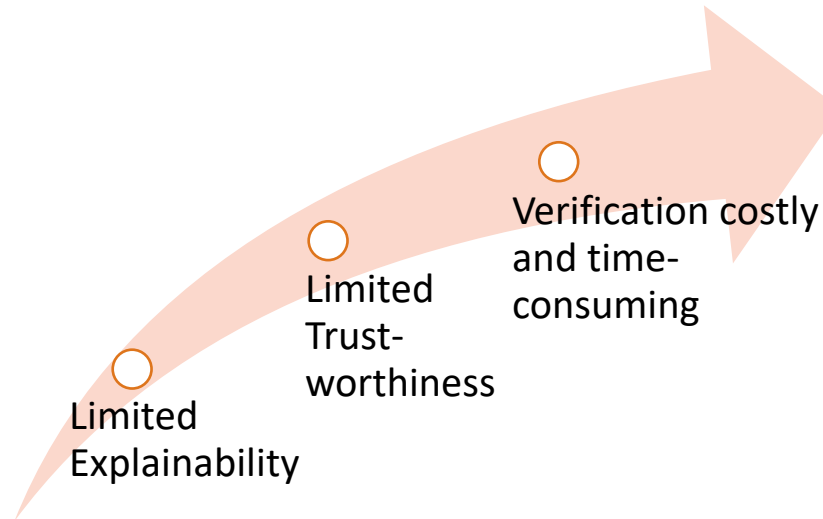 Limited
Explainability
Limited
Trust-
worthiness
Verification costly
and time-
consuming